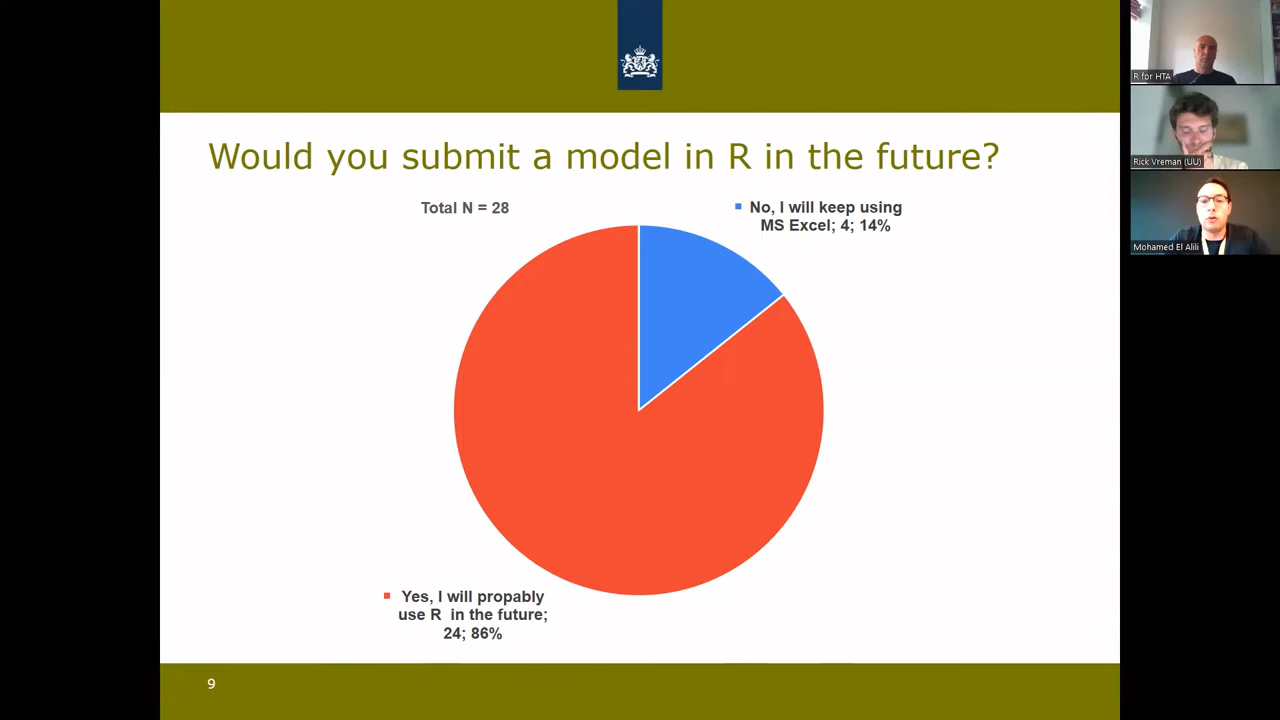 Would you submit a model in R in the future?
Total N = 28
No, I will keep using
MS Excel; 4; 14%
Yes, I will propably
use R  in the future;
24; 86%
9
R for HTA
Rick Vreman (UU)
Mohamed El Alili